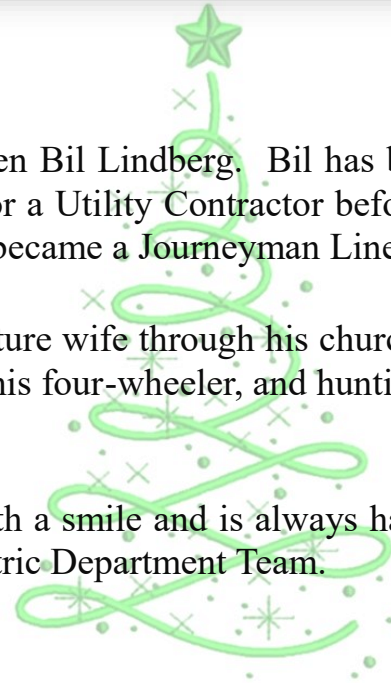 en Bil Lindberg. Bil has b
or a Utility Contractor befo
became a Journeyman Line
ture wife through his churc
his four-wheeler, and hunti
th a smile and is always ha
tric Department Team.